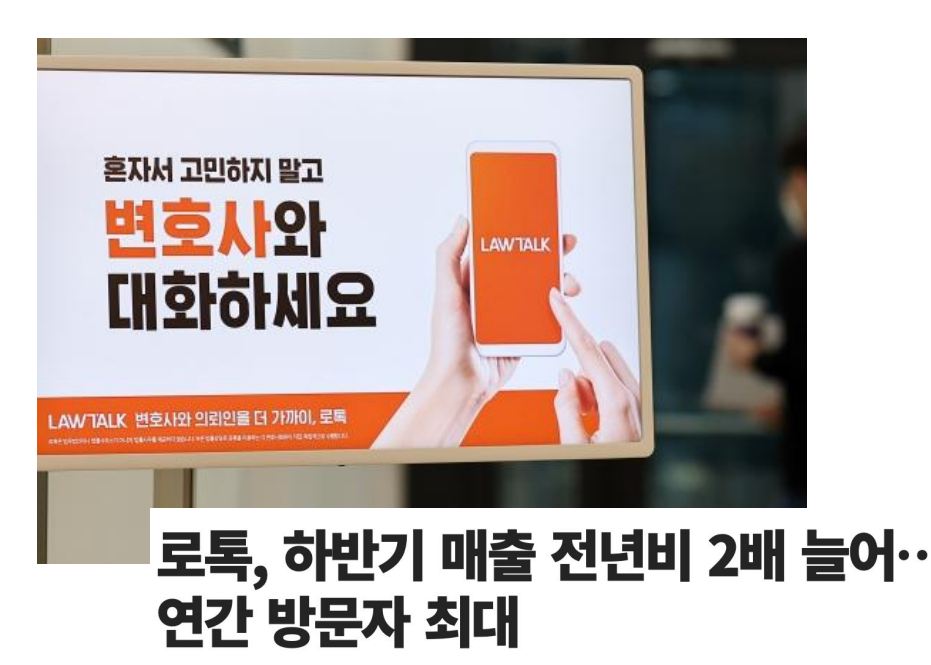 혼자서 고민하지 말고
변호사와
대화하세요
LAWTALK
LAWTALK 변호사와 의뢰인을 더 가까이, 로톡
로톡, 하반기 매출 전년비 2배 늘어··
연간 방문자 최대